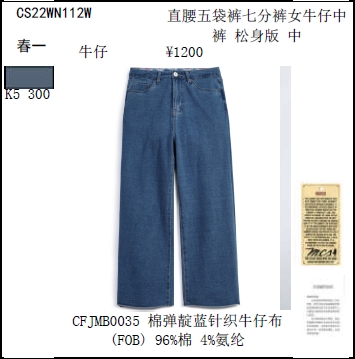 CS22WN112W
直腰五袋裤七分裤女牛仔中
裤 松身版 中
春一
牛仔
¥1200
K5 300
CFJMB0035 棉弹靛蓝针织牛仔布
(FOB) 96%棉 4%氨纶